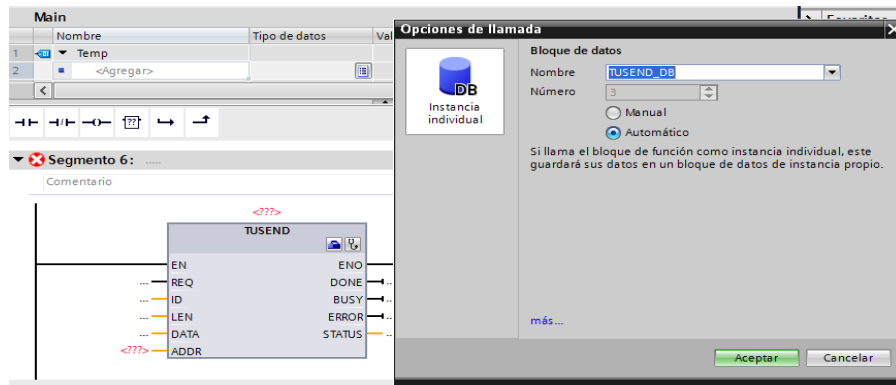 Main
Favoritos
Nombre Tipo de datos Val
1 Temp
2 <Agregar>
??
Segmento 6: .....
Comentario
<???>
TUSEND
EN ENO
... REQ DONE ...
... ID BUSY ...
... LEN ERROR ...
... DATA STATUS ...
<???> ADDR
Opciones de llamada
DB
Instancia
individual
Bloque de datos
Nombre TUSEND_DB
Número 3
Manual
Automático
Si llama el bloque de función como instancia individual, este
guardará sus datos en un bloque de datos de instancia propio.
más...
Aceptar Cancelar